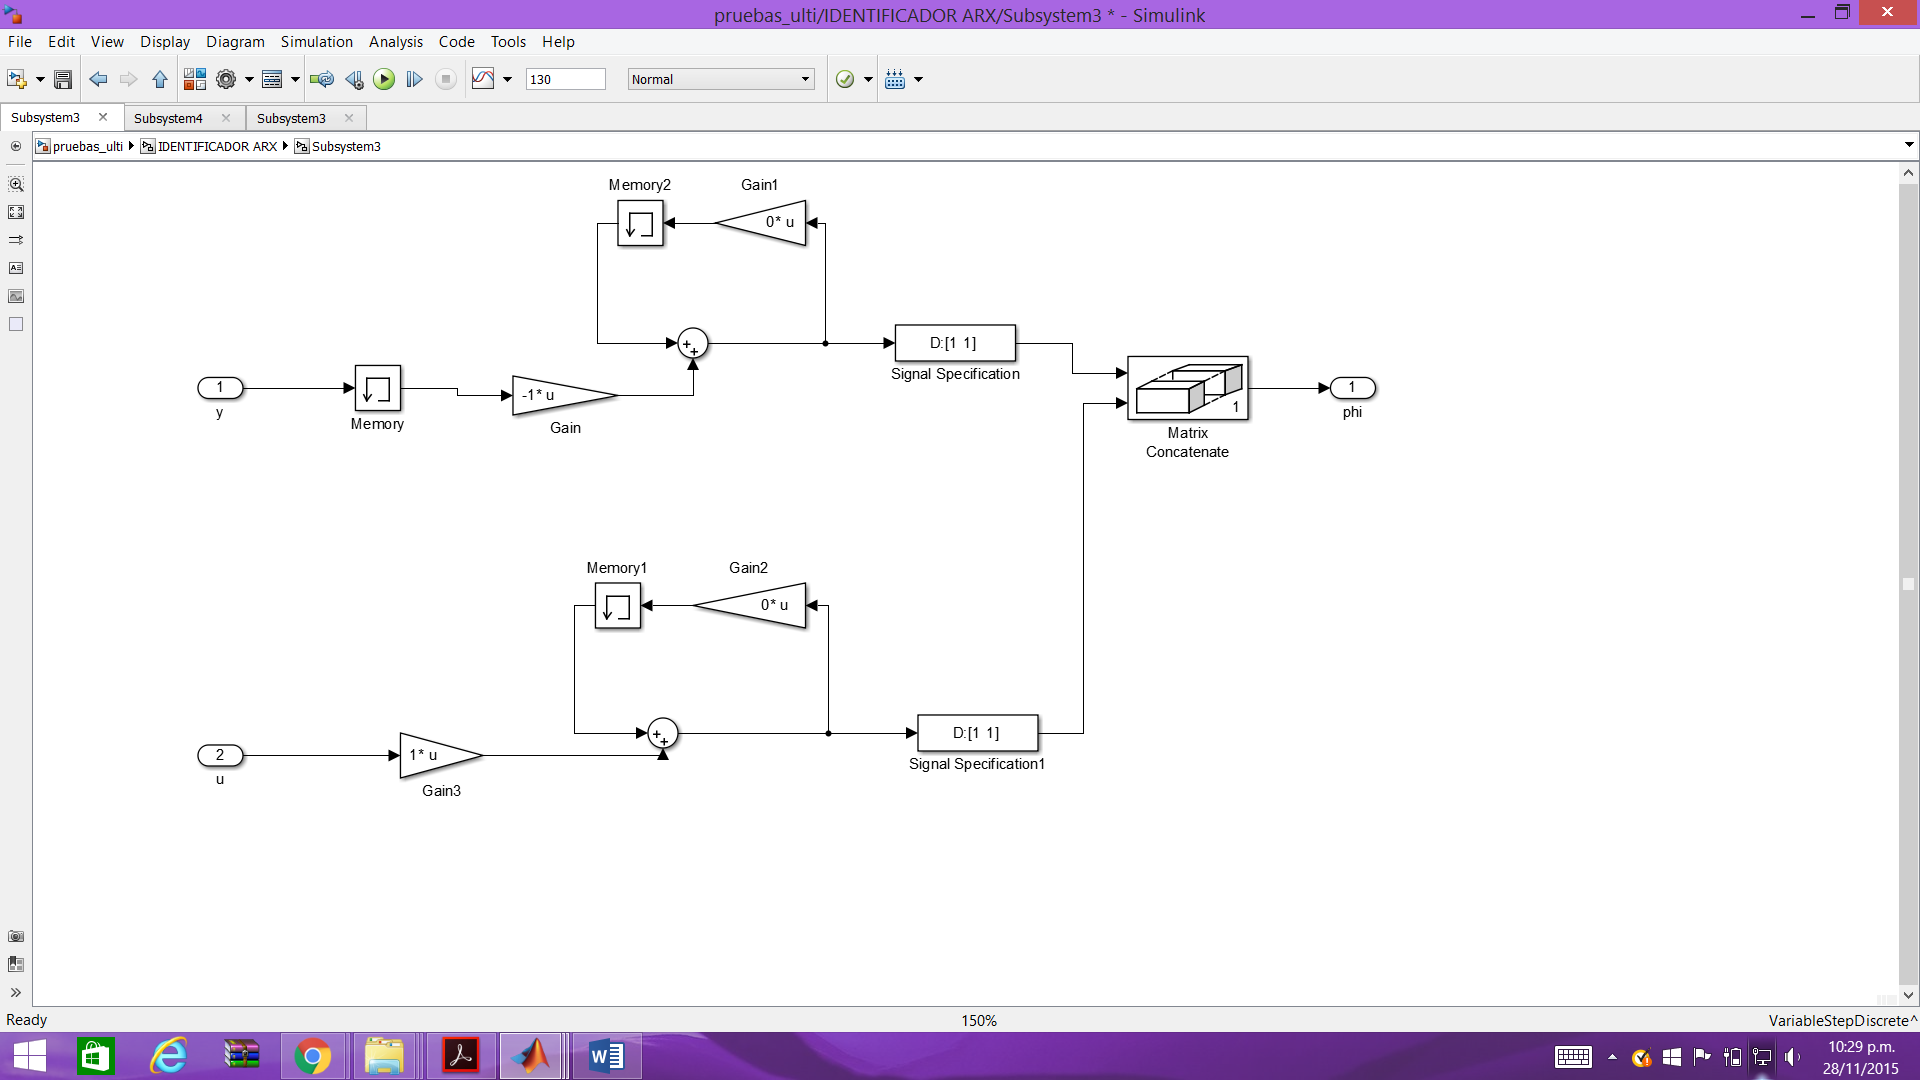 pruebas_ulti/IDENTIFICADOR ARX/Subsystem3 * - Simulink
File Edit View Display Diagram Simulation Analysis Code Tools Help
130
Normal
Subsystem3
Subsystem4
Subsystem3
pruebas_ulti
IDENTIFICADOR ARX
Subsystem3
Memory2
Gain1
0* u
D:[1 1]
Signal Specification
1
y
Memory
-1* u
Gain
1
Matrix
Concatenate
1
phi
Memory1
Gain2
0* u
D:[1 1]
Signal Specification1
2
u
1* u
Gain3
Ready
150%
VariableStepDiscrete^
10:29 p.m.
28/11/2015